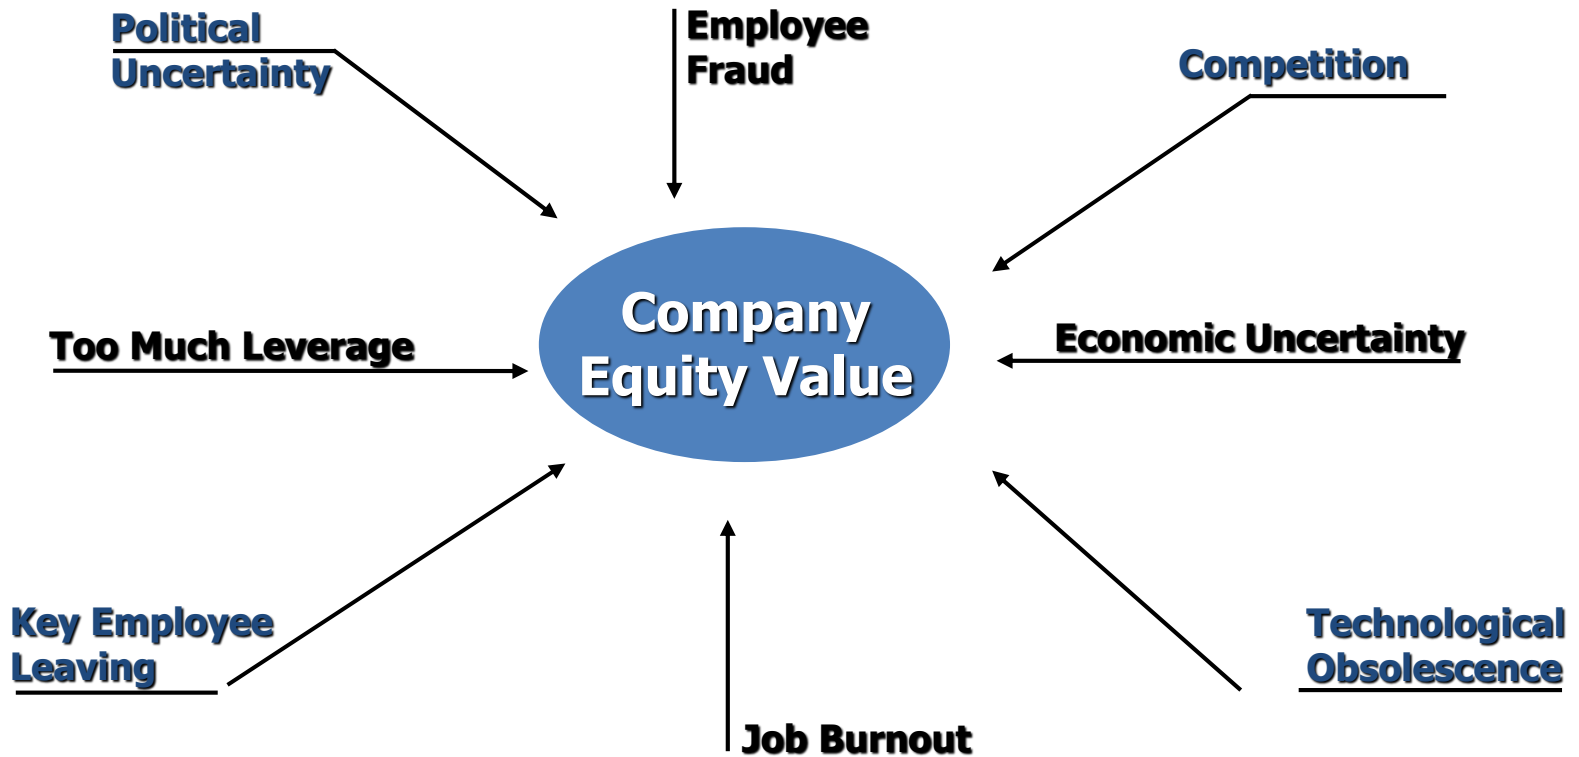 Political
Uncertainty
Employee
Fraud
Competition
Too Much Leverage
Company
Equity Value
Economic Uncertainty
Key Employee
Leaving
Job Burnout
Technological
Obsolescence